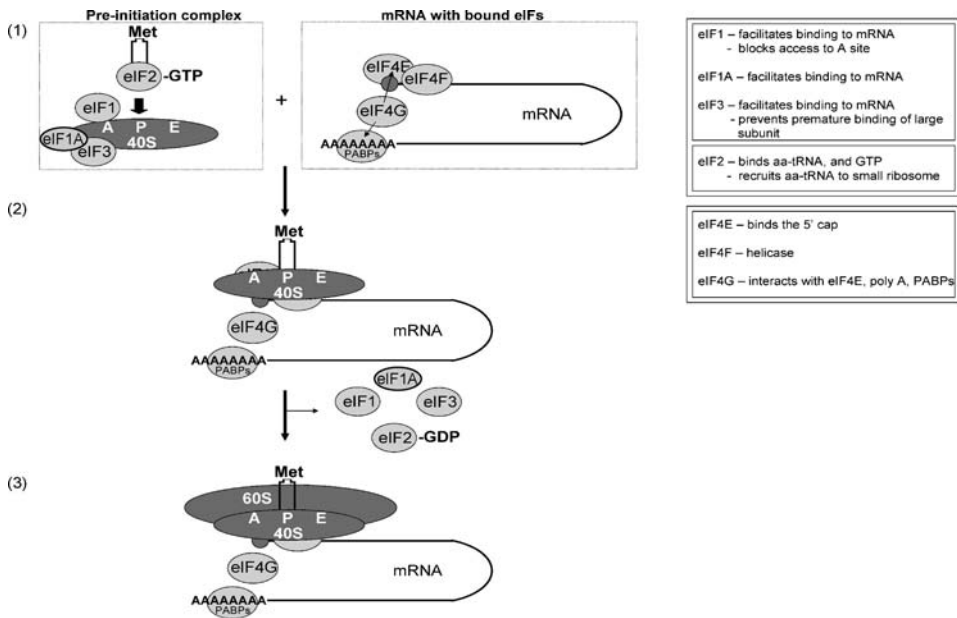 Pre-initiation complex
mRNA with bound eIFs
(1)
Met
eIF2 -GTP
eIF1
A P E
40S
eIF1A
eIF3
+
eIF4E
eIF4F
eIF4G
mRNA
AAAAAAAA
PABPs
eIF1 – facilitates binding to mRNA
- blocks access to A site
eIF1A – facilitates binding to mRNA
eIF3 – facilitates binding to mRNA
- prevents premature binding of large
subunit
eIF2 – binds aa-tRNA, and GTP
- recruits aa-tRNA to small ribosome
eIF4E – binds the 5' cap
eIF4F – helicase
eIF4G – interacts with eIF4E, poly A, PABPs
(2)
Met
A P E
40S
eIF4G
mRNA
AAAAAAAA
PABPs
eIF1A
eIF1
eIF3
eIF2 -GDP
(3)
Met
60S
A P E
40S
eIF4G
mRNA
AAAAAAAA
PABPs